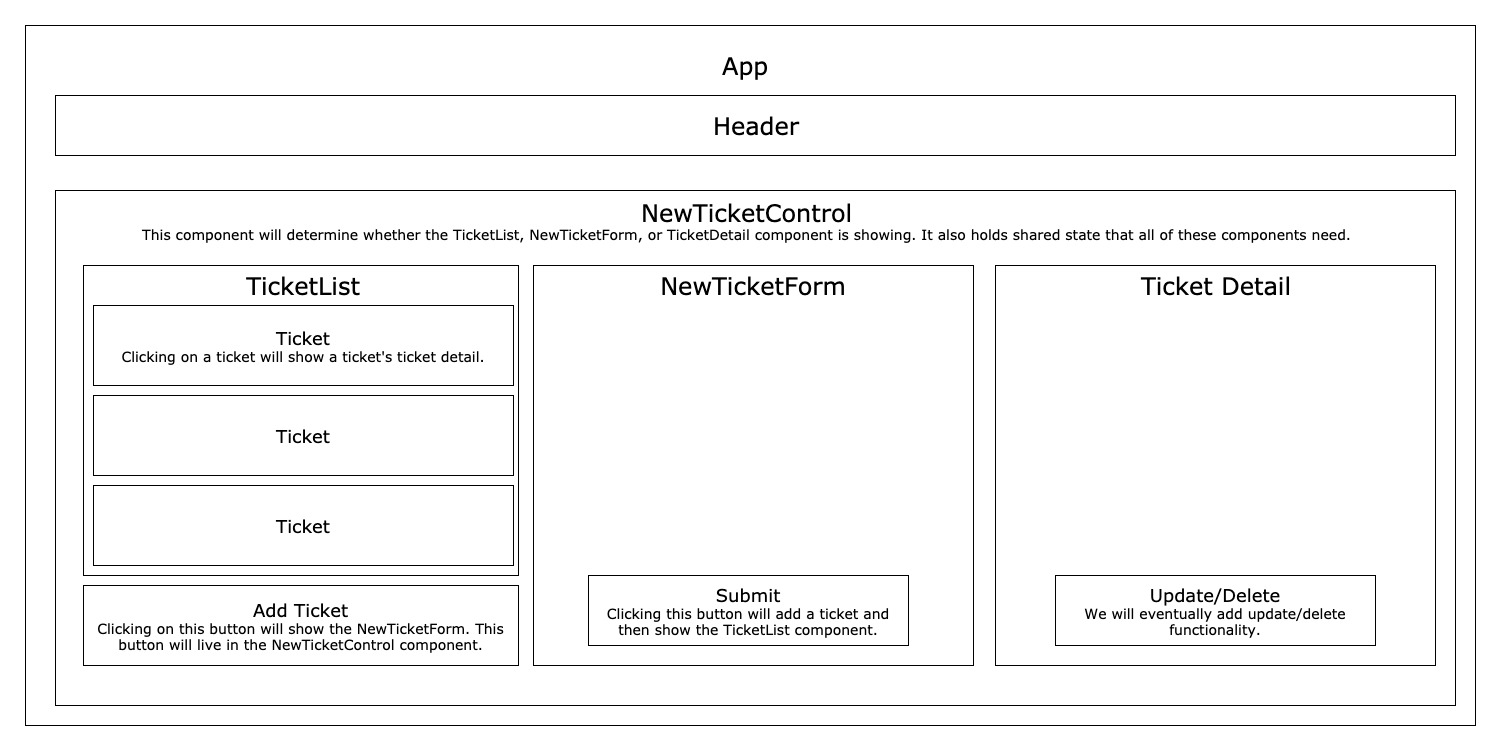 App
Header
NewTicketControl
This component will determine whether the TicketList, NewTicketForm, or TicketDetail component is showing. It also holds shared state that all of these components need.
TicketList
Ticket
Clicking on a ticket will show a ticket's ticket detail.
Ticket
Ticket
Add Ticket
Clicking on this button will show the NewTicketForm. This
button will live in the NewTicketControl component.
NewTicketForm
Submit
Clicking this button will add a ticket and
then show the TicketList component.
Ticket Detail
Update/Delete
We will eventually add update/delete
functionality.